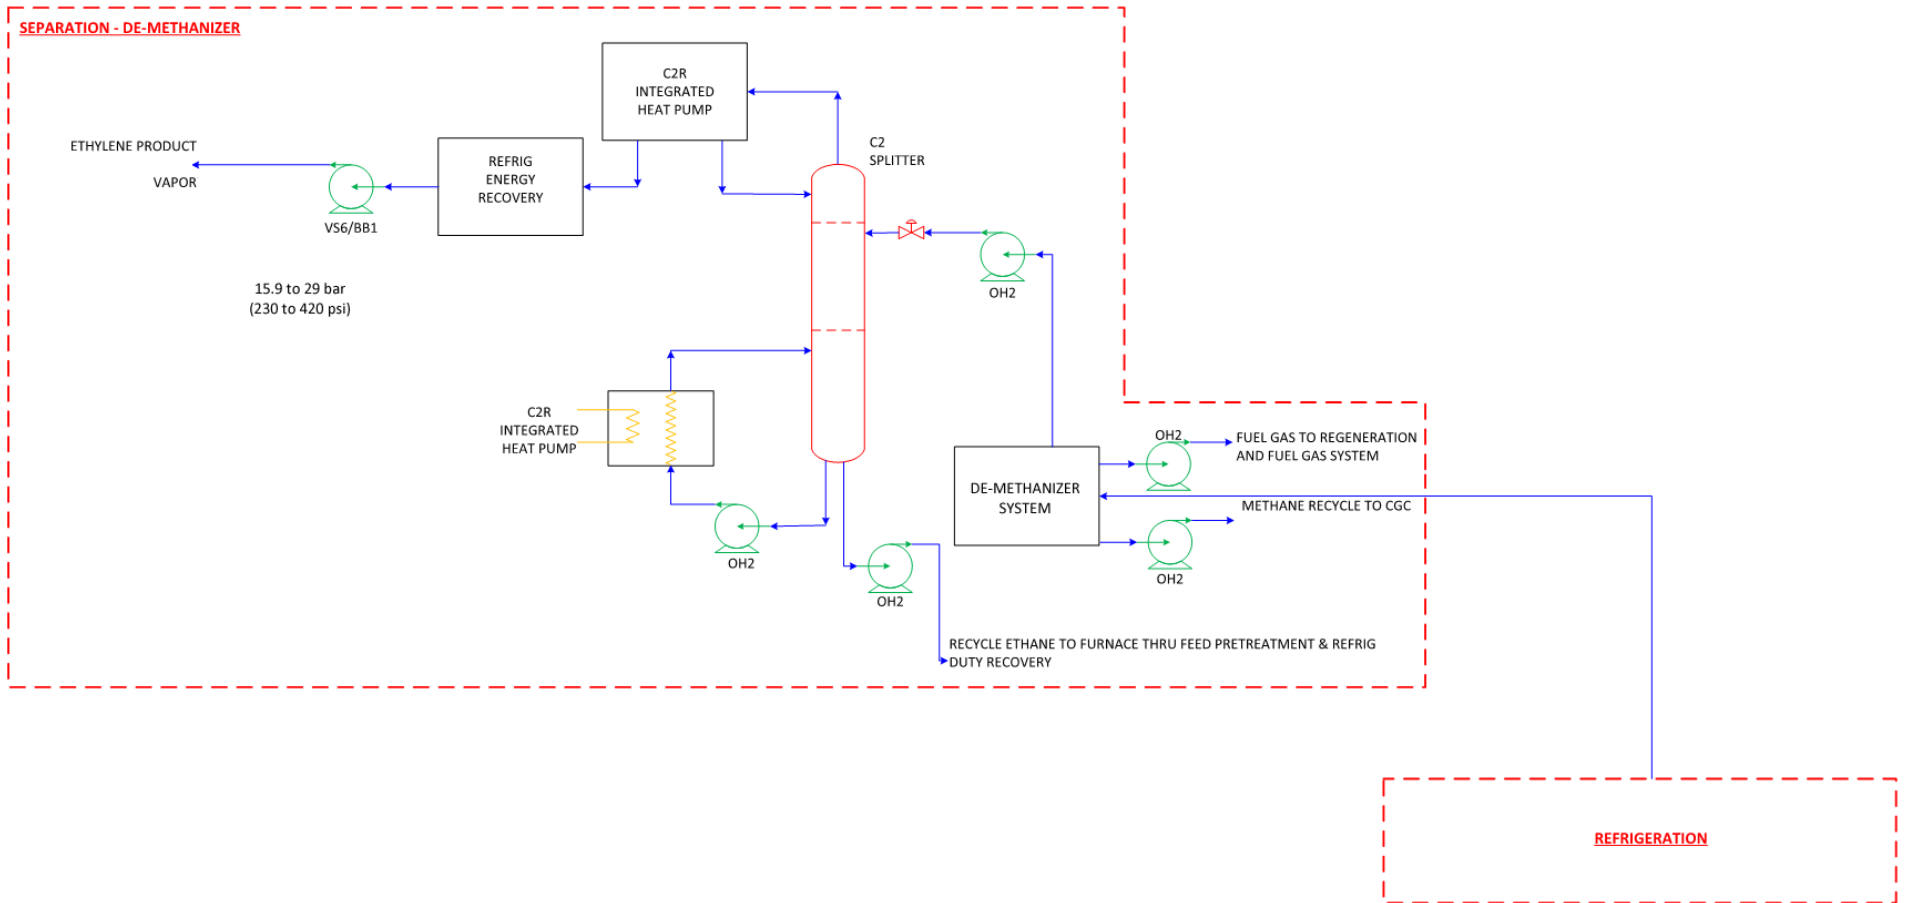 SEPARATION - DE-METHANIZER
C2R
INTEGRATED
HEAT PUMP
ETHYLENE PRODUCT
VAPOR
REFRIG
ENERGY
RECOVERY
VS6/BB1
C2
SPLITTER
OH2
15.9 to 29 bar
(230 to 420 psi)
C2R
INTEGRATED
HEAT PUMP
OH2
OH2
DE-METHANIZER
SYSTEM
OH2
FUEL GAS TO REGENERATION
AND FUEL GAS SYSTEM
METHANE RECYCLE TO CGC
OH2
RECYCLE ETHANE TO FURNACE THRU FEED PRETREATMENT & REFRIG
DUTY RECOVERY
REFRIGERATION